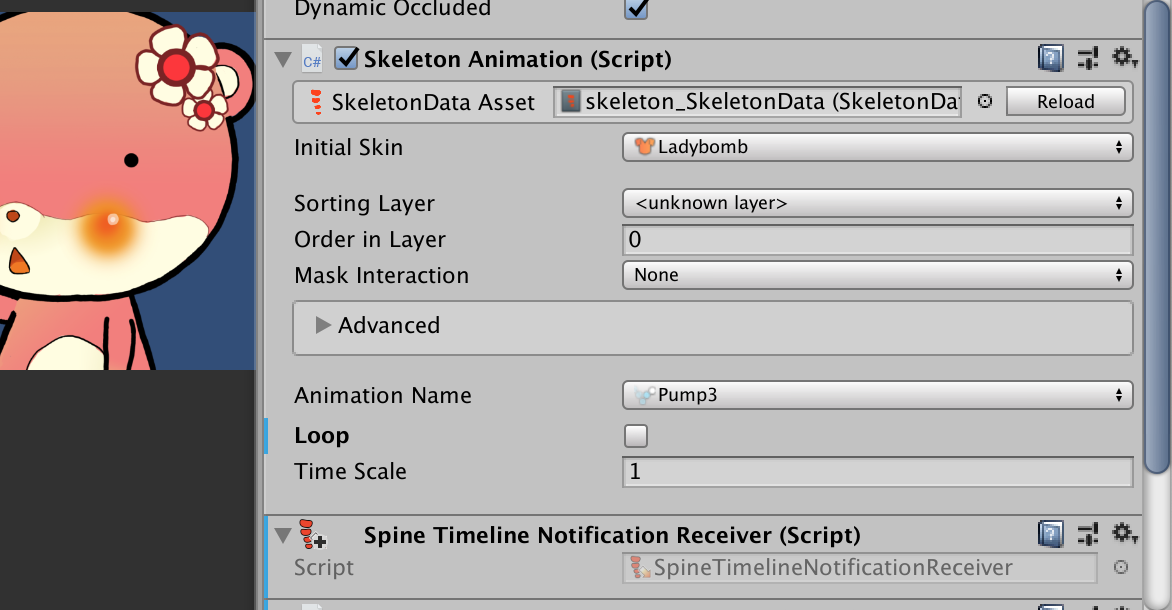 Dynamic Occluded
C#
Skeleton Animation (Script)
SkeletonData Asset
skeleton_SkeletonData (SkeletonDa
Reload
Initial Skin
Ladybomb
Sorting Layer
<unknown layer>
Order in Layer
0
Mask Interaction
None
Advanced
Animation Name
Pump3
Loop
Time Scale
1
Spine Timeline Notification Receiver (Script)
Script
SpineTimelineNotificationReceiver